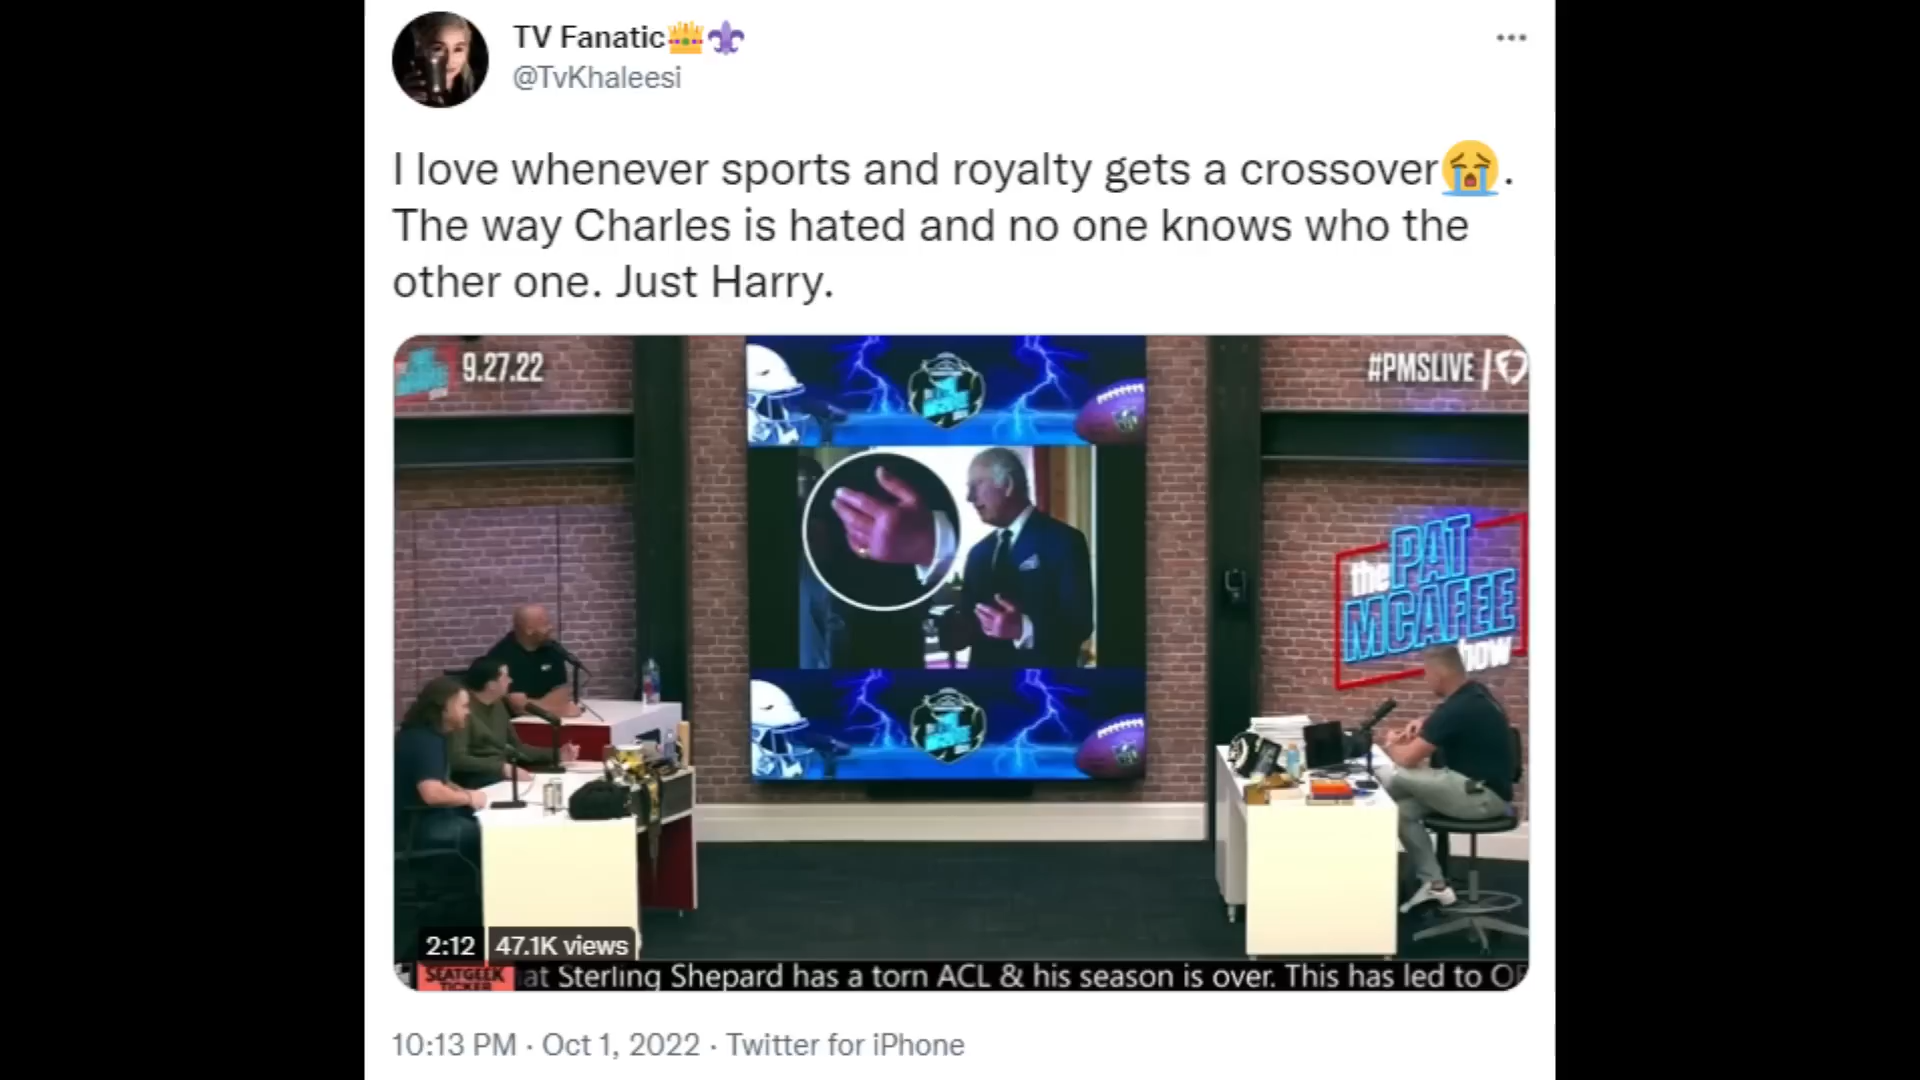 TV Fanatic👑⚜️
@TvKhaleesi
I love whenever sports and royalty gets a crossover😭.
The way Charles is hated and no one knows who the
other one. Just Harry.
9.27.22
#PMSLIVE
the
PAT
MCAFEE
how
2:12
47.1K views
SEATGEEK
TICKER
at Sterling Shepard has a torn ACL & his season is over. This has led to O
10:13 PM · Oct 1, 2022 · Twitter for iPhone